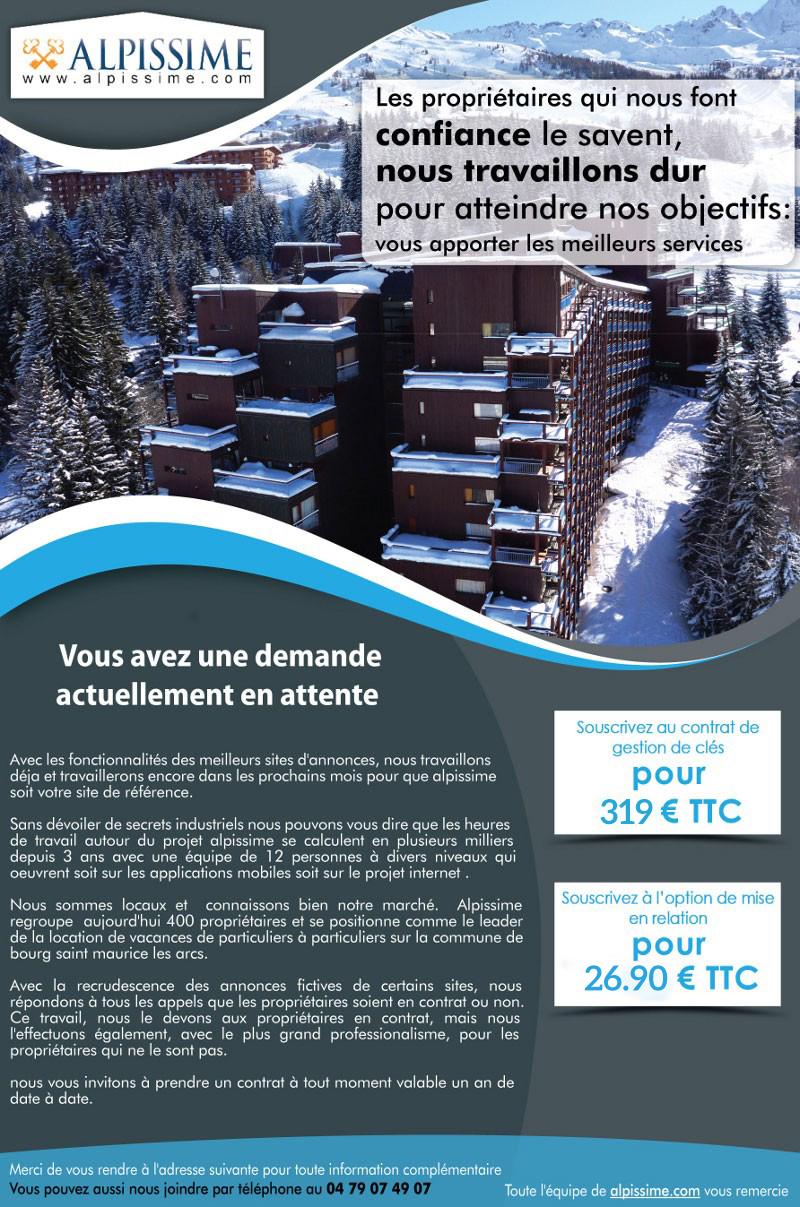 ALPISSIME
www.alpissime.com
Les propriétaires qui nous font
confiance le savent,
nous travaillons dur
pour atteindre nos objectifs:
vous apporter les meilleurs services
Vous avez une demande
actuellement en attente
Avec les fonctionnalités des meilleurs sites d'annonces, nous travaillons
déja et travaillerons encore dans les prochains mois pour que alpissime
soit votre site de référence.
Sans dévoiler de secrets industriels nous pouvons vous dire que les heures
de travail autour du projet alpissime se calculent en plusieurs milliers
depuis 3 ans avec une équipe de 12 personnes à divers niveaux qui
oeuvrent soit sur les applications mobiles soit sur le projet internet .
Nous sommes locaux et connaissons bien notre marché. Alpissime
regroupe aujourd'hui 400 propriétaires et se positionne comme le leader
de la location de vacances de particuliers à particuliers sur la commune de
bourg saint maurice les arcs.
Avec la recrudescence des annonces fictives de certains sites, nous
répondons à tous les appels que les propriétaires soient en contrat ou non.
Ce travail, nous le devons aux propriétaires en contrat, mais nous
l'effectuons également, avec le plus grand professionalisme, pour les
propriétaires qui ne le sont pas.
nous vous invitons à prendre un contrat à tout moment valable un an de
date à date.
Souscrivez au contrat de
gestion de clés
pour
319 € TTC
Souscrivez à l'option de mise
en relation
pour
26.90 € TTC
Merci de vous rendre à l'adresse suivante pour toute information complémentaire
Vous pouvez aussi nous joindre par téléphone au 04 79 07 49 07
Toute l'équipe de alpissime.com vous remercie